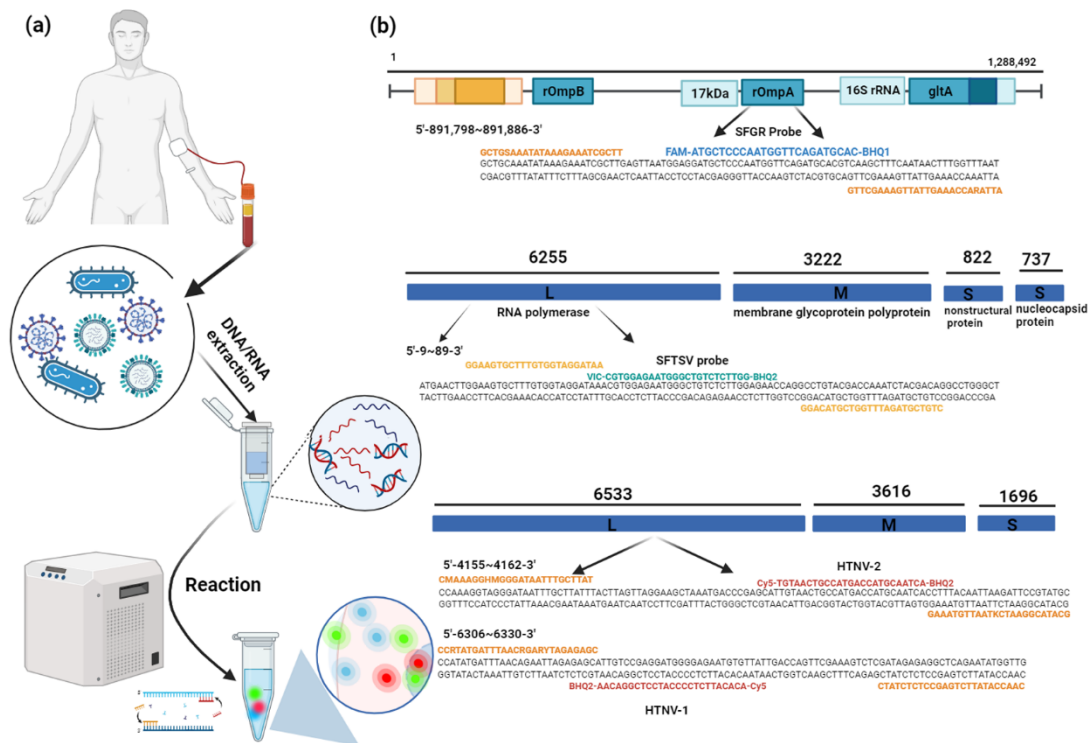 (a)
DNA/RNA
extraction
Reaction
(b)
1
1,288,492
rOmpB
17kDa
rOmpA
16S rRNA
gltA
5'-891,798~891,886-3'
SFGR Probe
GCTGSAAATATAAAGAAATCGCTT
FAM-ATGCTCCCAATGGTTCAGATGCAC-BHQ1
GCTGCAAATATAAAGAAATCGCTTGAGTTAATGGAGGATGCTCCCAATGGTTCAGATGCACGTCAAGCTTTCAATAACTTTGGTTTAAT
CGACGTTTATATTTCTTTAGCGAACTCAATTACCTCCTACGAGGGTTACCAAGTCTACGTGCAGTTCGAAAGTTATTGAAACCAAATTA
GTTCGAAAGTTATTGAAACCARATTA
6255
3222
822
737
L
M
S
S
RNA polymerase
membrane glycoprotein polyprotein
nonstructural
protein
nucleocapsid
protein
5'-9~89-3'
SFTSV probe
GGAAGTGCTTTGTGGTAGGATAA
VIC-CGTGGAGAATGGGCTGTCTCTTGG-BHQ2
ATGAACTTGGAAGTGCTTTGTGGTAGGATAAACGTGGAGAATGGGCTGTCTCTTGGAGAACCAGGCCTGTACGACCAAATCTACGACAGGCCTGGGCT
TACTTGAACCTTCACGAAACACCATCCTATTTGCACCTCTTACCCGACAGAGAACCTCTTGGTCCGGACATGCTGGTTTAGATGCTGTCCGGACCCGA
GGACATGCTGGTTTAGATGCTGTC
6533
3616
1696
L
M
S
5'-4155~4162-3'
HTNV-2
CMAAAGGHMGGGATAATTTGCTTAT
Cy5-TGTAACTGCCATGACCATGCAATCA-BHQ2
CCAAAGGTAGGGATAATTTGCTTATTTACTTAGTTAGGAAGCTAAATGACCCGAGCATTGTAACTGCCATGACCATGCAATCACCTTTACAATTAAGATTCCGTATGC
GGTTTCCATCCCTATTAAACGAATAAATGAATCAATCCTTCGATTTACTGGGCTCGTAACATTGACGGTACTGGTACGTTAGTGGAAATGTTAATTCTAAGGCATACG
GAAATGTTAATKCTAAGGCATACG
5'-6306~6330-3'
CCRTATGATTTAACRGARYTAGAGAGC
CCATATGATTTAACAGAATTAGAGAGCATTGTCCGAGGATGGGGAGAATGTGTTATTGACCAGTTCGAAAGTCTCGATAGAGAGGCTCAGAATATGGTTG
GGTATACTAAATTGTCTTAATCTCTCGTAACAGGCTCCTACCCCTCTTACACAATAACTGGTCAAGCTTTCAGAGCTATCTCTCCGAGTCTTATACCAAC
BHQ2-AACAGGCTCCTACCCCTCTTACACA-Cy5
CTATCTCTCCGAGTCTTATACCAAC
HTNV-1